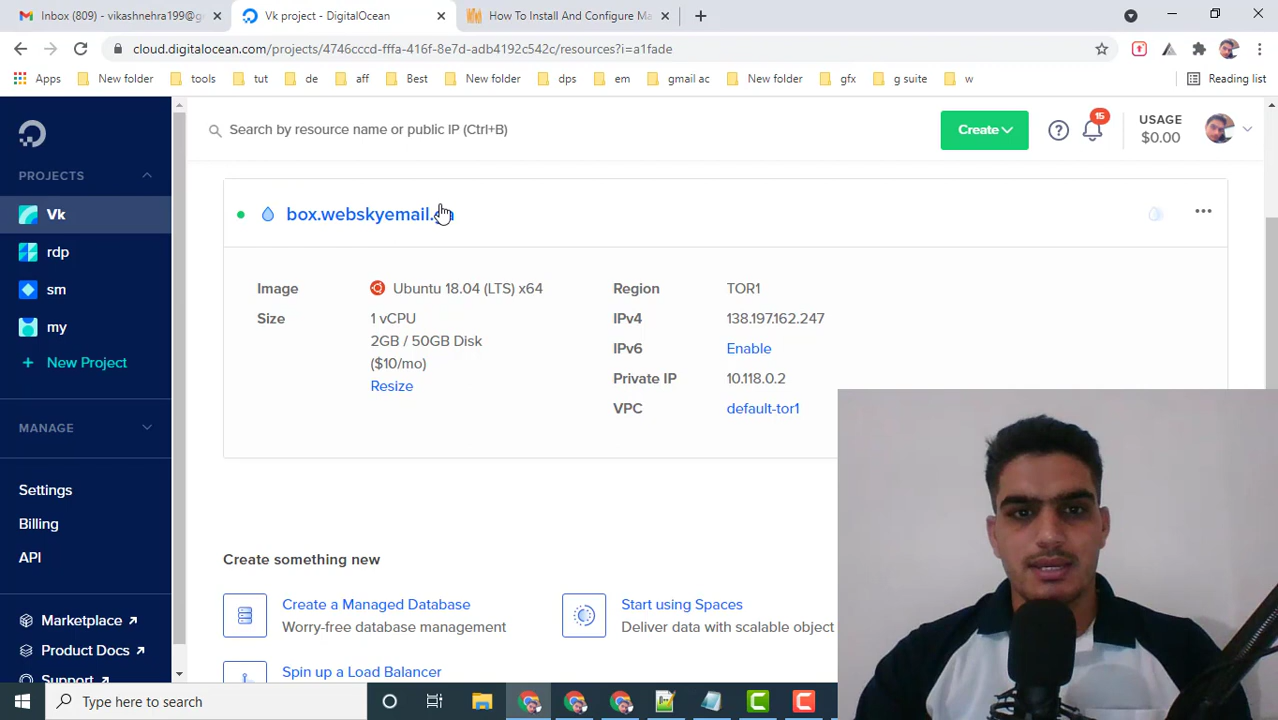 Inbox (809) - vikashnehra199@g
Vk project - DigitalOcean
How To Install And Configure Ma
cloud.digitalocean.com/projects/4746cccd-fffa-416f-8e7d-adb4192c542c/resources?i=a1fade
Apps
New folder
tools
tut
de
aff
Best
New folder
dps
em
gmail ac
New folder
gfx
g suite
w
Reading list
Search by resource name or public IP (Ctrl+B)
Create
15
USAGE
$0.00
PROJECTS
Vk
rdp
sm
my
+ New Project
MANAGE
Settings
Billing
API
Marketplace ↗
Product Docs ↗
Support ↗
box.webskyemail.
Image
Ubuntu 18.04 (LTS) x64
Size
1 vCPU
2GB / 50GB Disk
($10/mo)
Resize
Region
TOR1
IPv4
138.197.162.247
IPv6
Enable
Private IP
10.118.0.2
VPC
default-tor1
Create something new
Create a Managed Database
Worry-free database management
Start using Spaces
Deliver data with scalable object
Spin up a Load Balancer
Type here to search